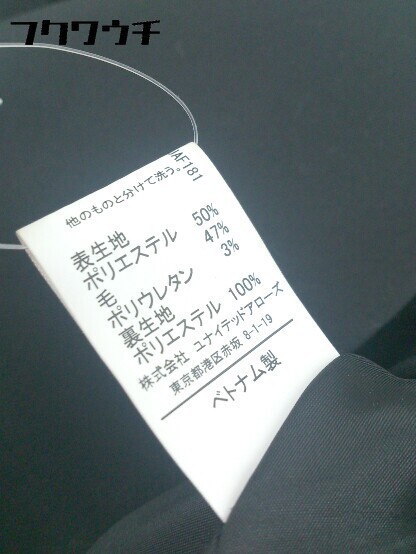 フクワウチ
IAF181
他のものと分けて洗う。
表生地
ポリエステル 50%
毛 47%
ポリウレタン 3%
裏生地
ポリエステル 100%
株式会社 ユナイテッドアローズ
東京都港区赤坂 8-1-19
ベトナム製